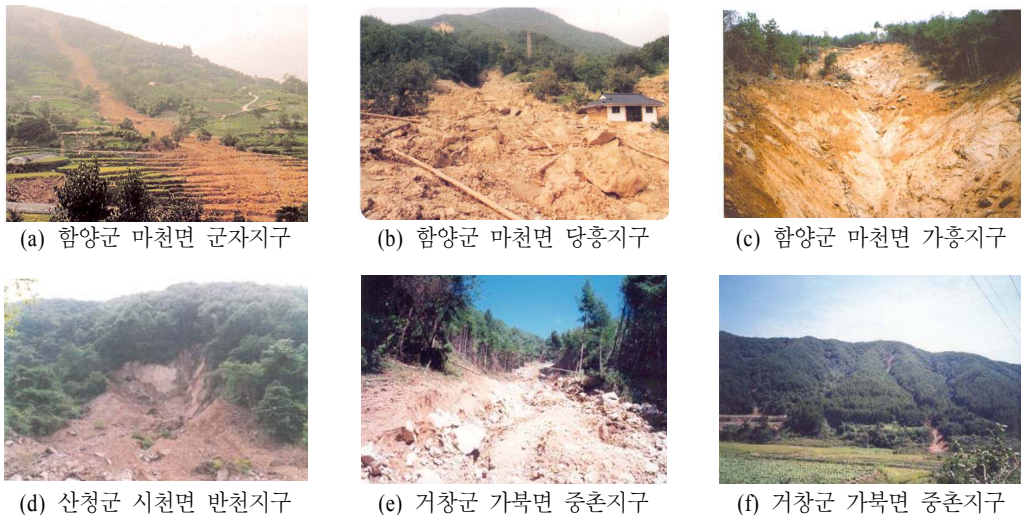 (a) 함양군 마천면 군자지구
(b) 함양군 마천면 당흥지구
(c) 함양군 마천면 가흥지구
(d) 산청군 시천면 반천지구
(e) 거창군 가북면 중촌지구
(f) 거창군 가북면 중촌지구